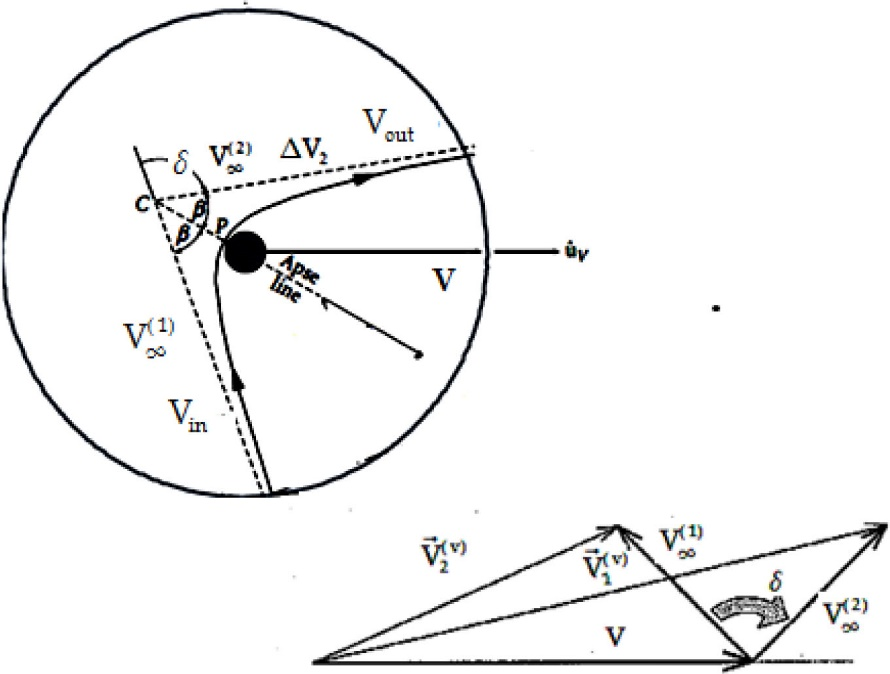 V_out
δ V_∞^(2) ΔV_2
C β P
β
û_V
Apse
line
V
V_∞^(1)
V_in
V⃗_2^(v) V⃗_1^(v) V_∞^(1)
δ
V V_∞^(2)